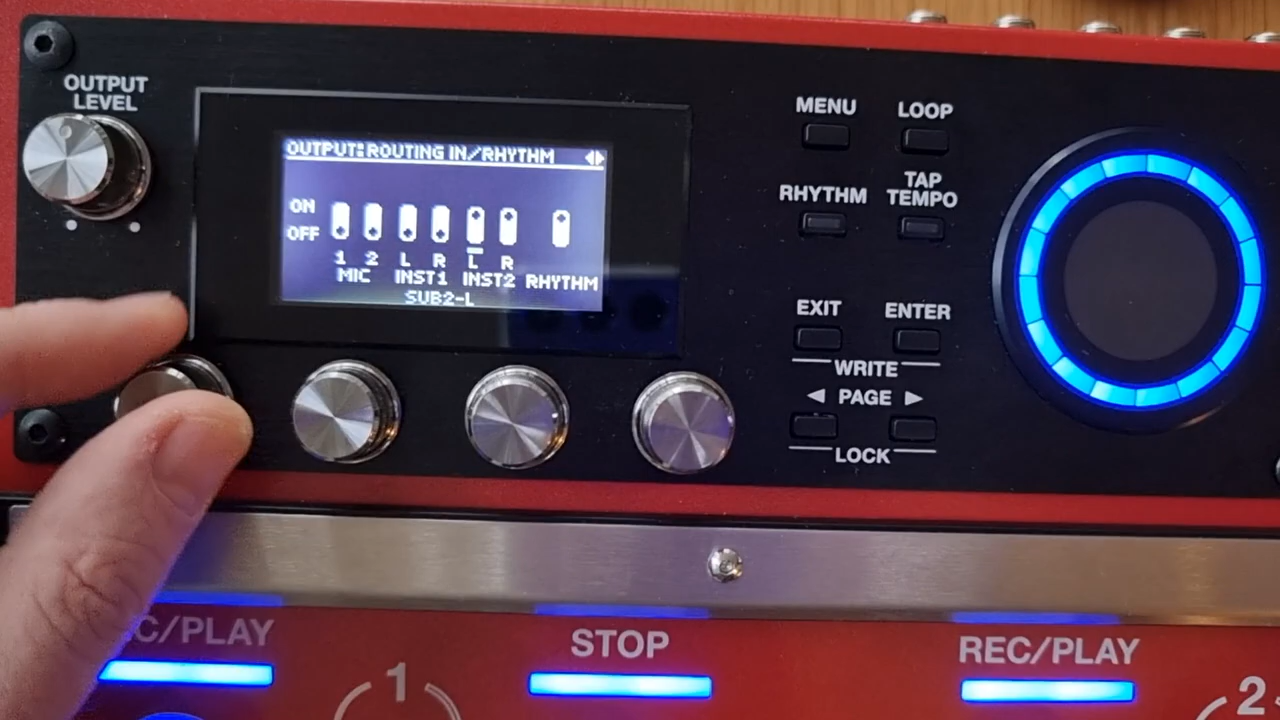 OUTPUT
LEVEL
OUTPUT:ROUTING IN/RHYTHM
ON
OFF
1 2 L R L R
MIC INST1 INST2 RHYTHM
SUB2-L
MENU LOOP
RHYTHM TAP
TEMPO
EXIT ENTER
WRITE
◀ PAGE ▶
LOCK
C/PLAY STOP REC/PLAY
1 2